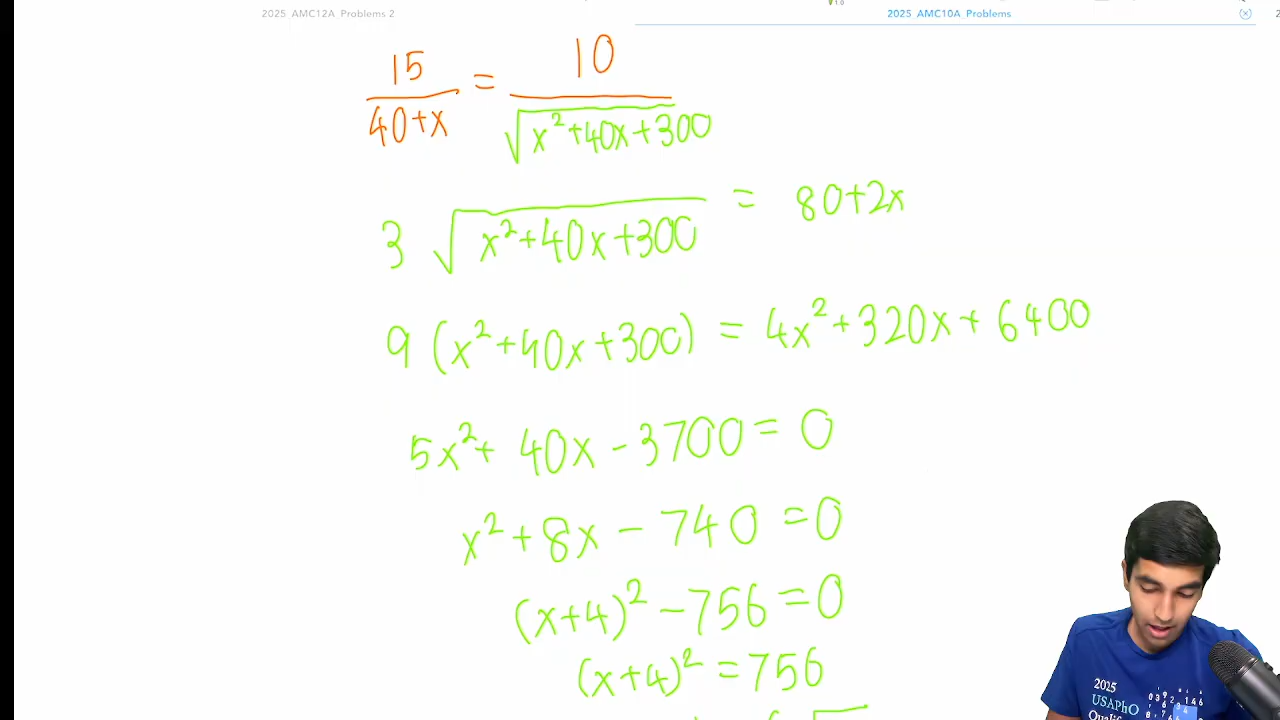 2025 AMC12A Problems 2
2025 AMC10A Problems
15/(40+x) = 10/√(x²+40x+300)
3√(x²+40x+300) = 80+2x
9(x²+40x+300) = 4x²+320x+6400
5x²+40x-3700=0
x²+8x-740=0
(x+4)²-756=0
(x+4)²=756
2025
USAPhO